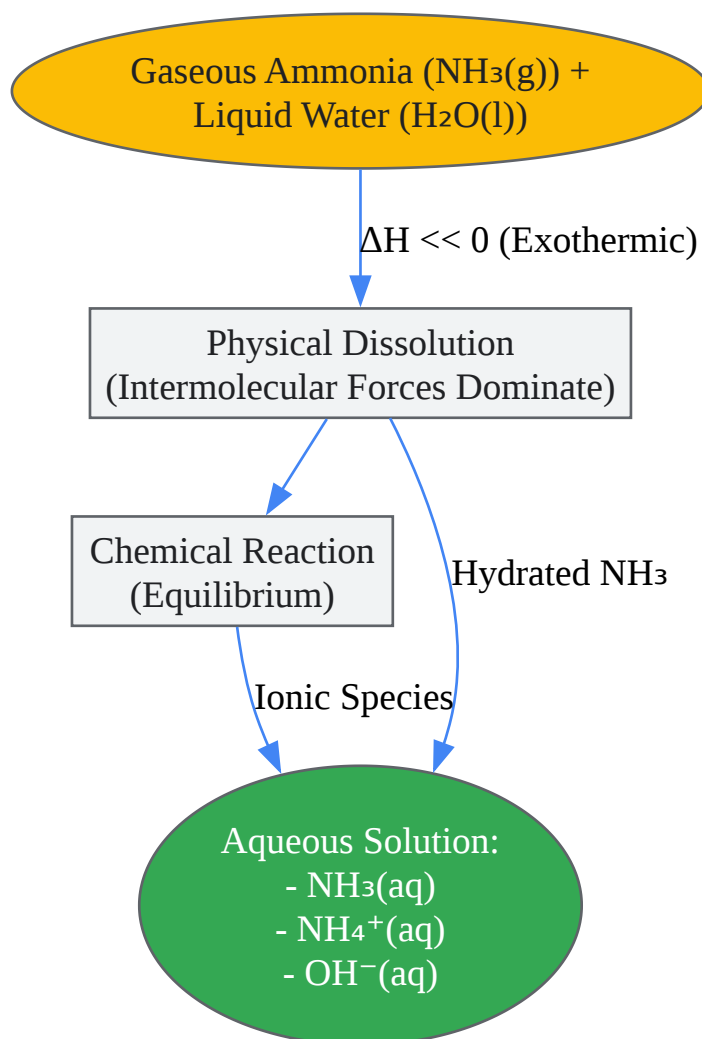 Gaseous Ammonia (NH₃(g)) +
Liquid Water (H₂O(l))
ΔH << 0 (Exothermic)
Physical Dissolution
(Intermolecular Forces Dominate)
Chemical Reaction
(Equilibrium)
Hydrated NH₃
Ionic Species
Aqueous Solution:
- NH₃(aq)
- NH₄⁺(aq)
- OH⁻(aq)